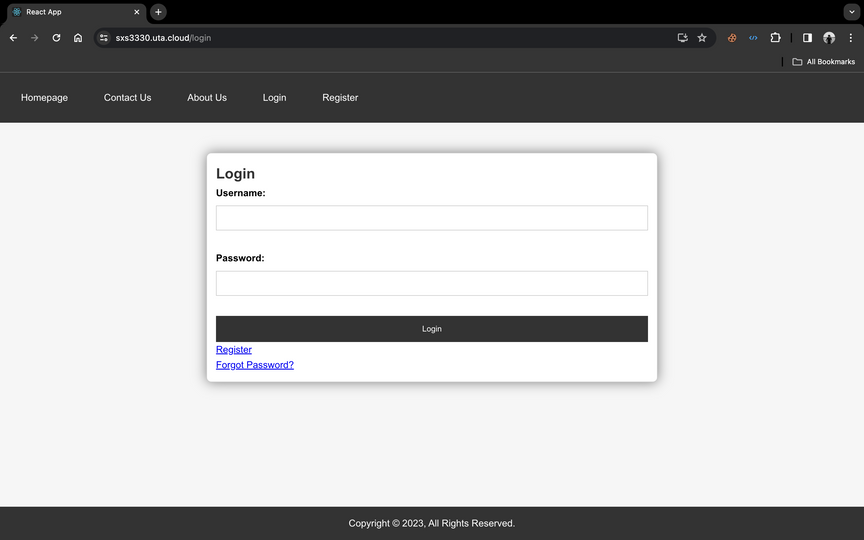 React App
sxs3330.uta.cloud/login
All Bookmarks
Homepage Contact Us About Us Login Register
Login
Username:
Password:
Login
Register
Forgot Password?
Copyright © 2023, All Rights Reserved.